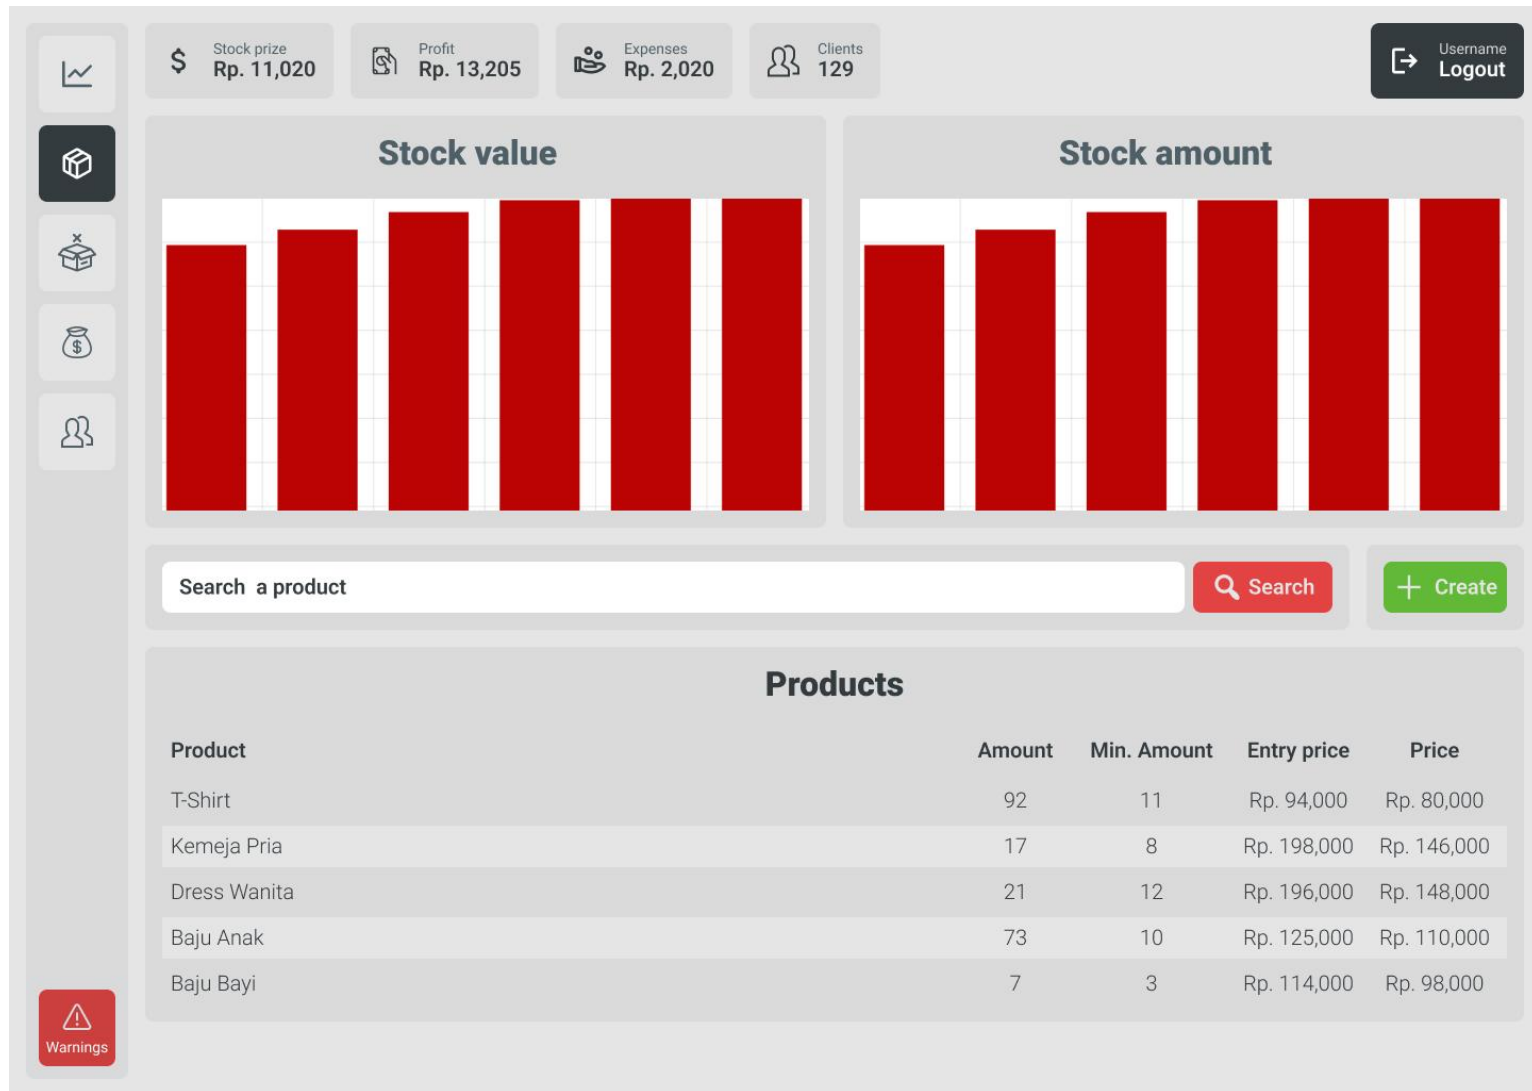 Stock prize
Rp. 11,020
Profit
Rp. 13,205
Expenses
Rp. 2,020
Clients
129
Username
Logout
Stock value
Stock amount
Search a product
Search
Create
Products
Product Amount Min. Amount Entry price Price
T-Shirt 92 11 Rp. 94,000 Rp. 80,000
Kemeja Pria 17 8 Rp. 198,000 Rp. 146,000
Dress Wanita 21 12 Rp. 196,000 Rp. 148,000
Baju Anak 73 10 Rp. 125,000 Rp. 110,000
Baju Bayi 7 3 Rp. 114,000 Rp. 98,000
Warnings